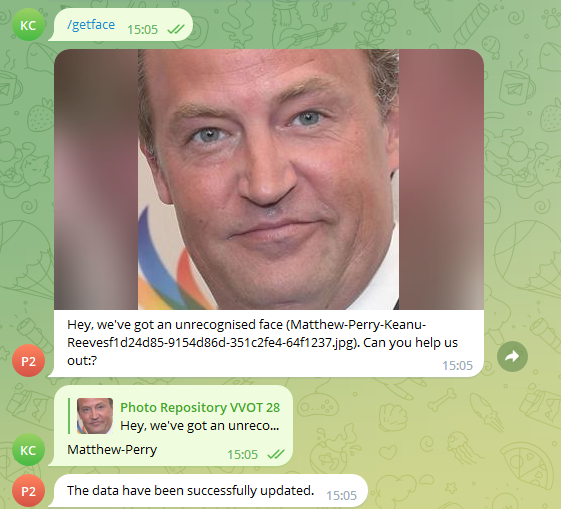 KC
/getface
15:05
Hey, we've got an unrecognised face (Matthew-Perry-Keanu-
Reevesf1d24d85-9154d86d-351c2fe4-64f1237.jpg). Can you help us
out:?
P2
15:05
Photo Repository VVOT 28
Hey, we've got an unreco...
KC
Matthew-Perry
15:05
P2
The data have been successfully updated.
15:05